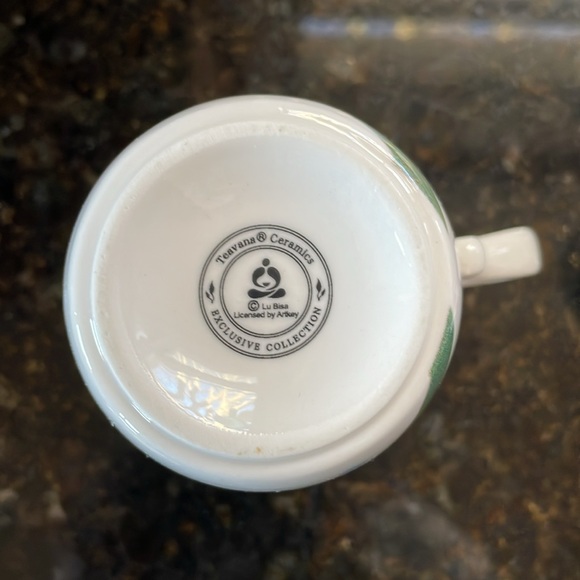 Teavana® Ceramics
© Lu Bisa
Licensed by Artkey
EXCLUSIVE COLLECTION